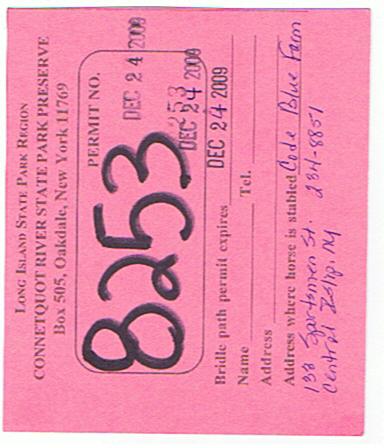 LONG ISLAND STATE PARK REGION
CONNETQUOT RIVER STATE PARK PRESERVE
Box 505, Oakdale, New York 11769
PERMIT NO.
8253
DEC 24 2009
253
DEC 24 2009
DEC 24 2009
Bridle path permit expires
Name Tel.
Address
Address where horse is stabled Code Blue Farm
138 Sportsmen St. 234-8851
Central Islip, NY